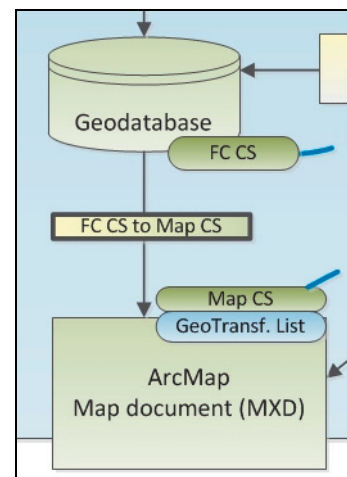 Geodatabase
FC CS
FC CS to Map CS
Map CS
GeoTransf. List
ArcMap
Map document (MXD)